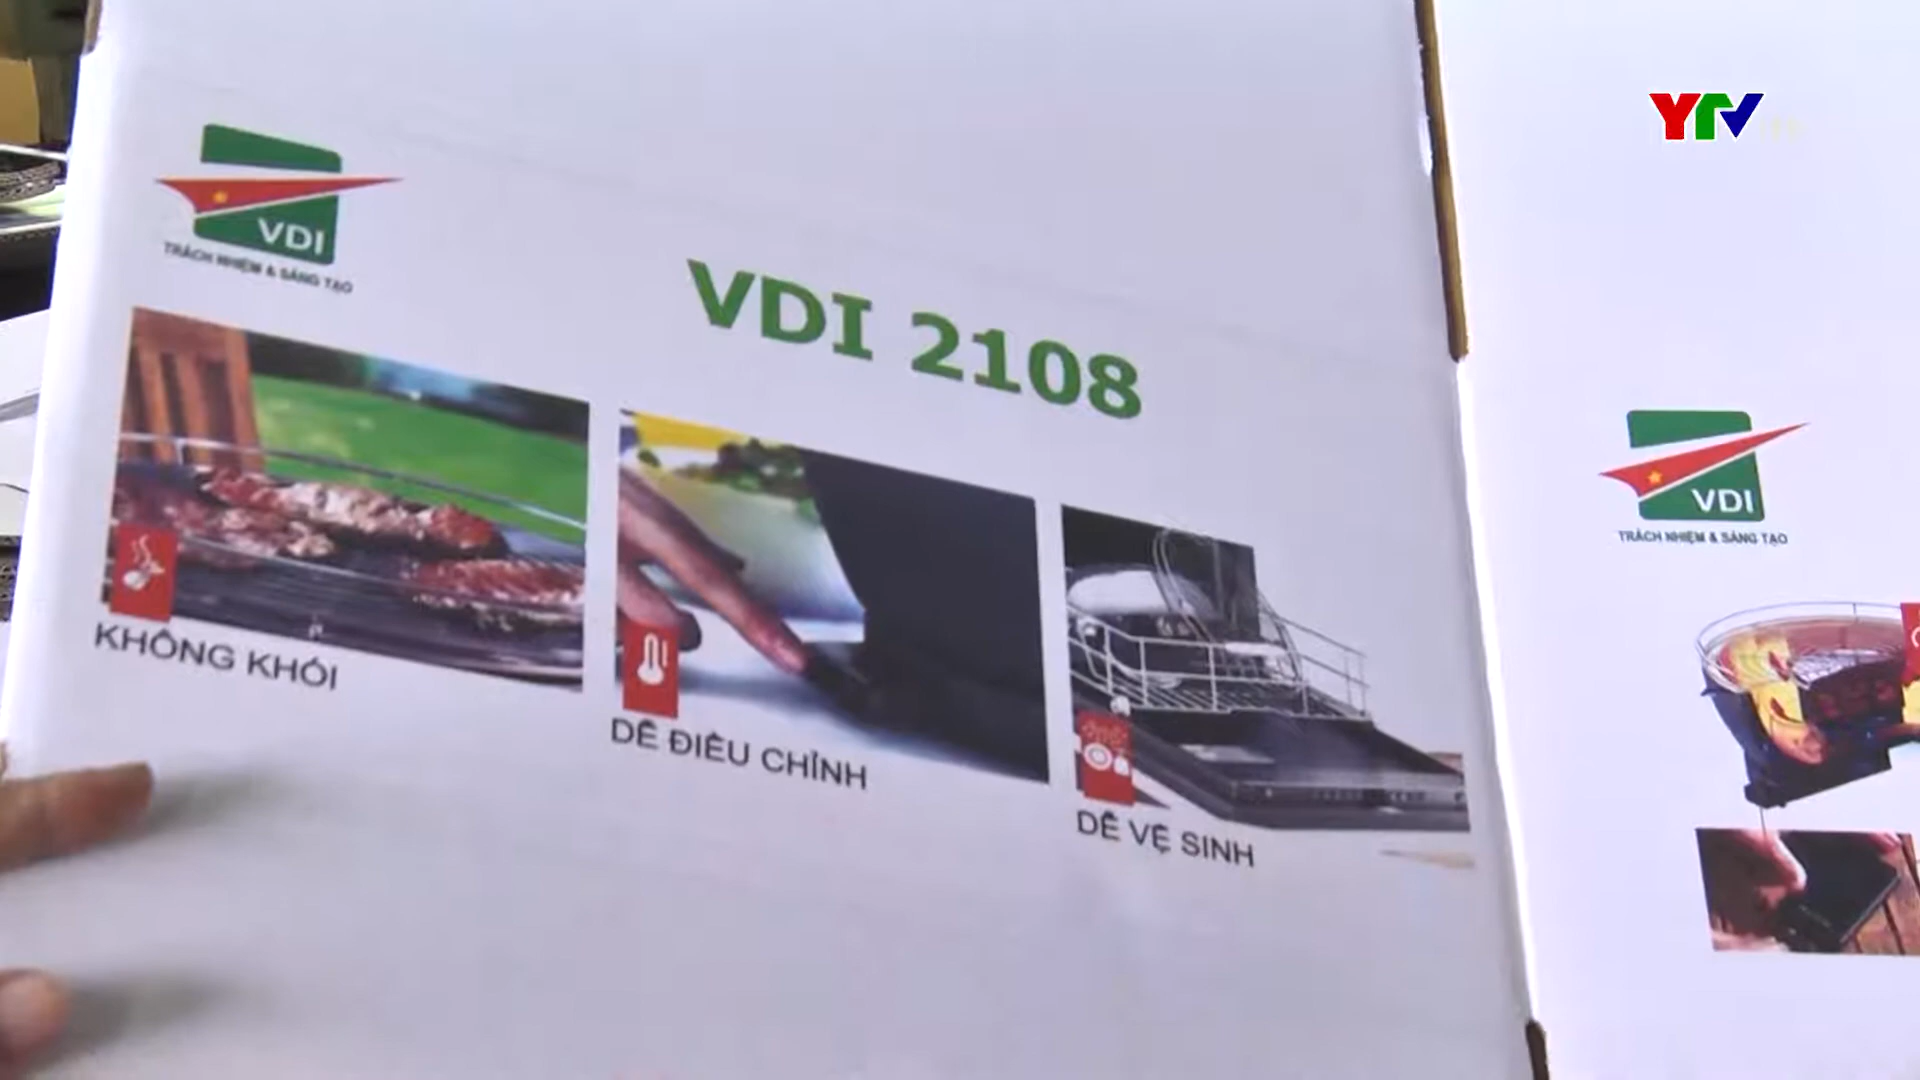 YTV
VDI
TRÁCH NHIỆM & SÁNG TẠO
VDI 2108
KHÔNG KHÓI
DỄ ĐIỀU CHỈNH
DỄ VỆ SINH
VDI
TRÁCH NHIỆM & SÁNG TẠO